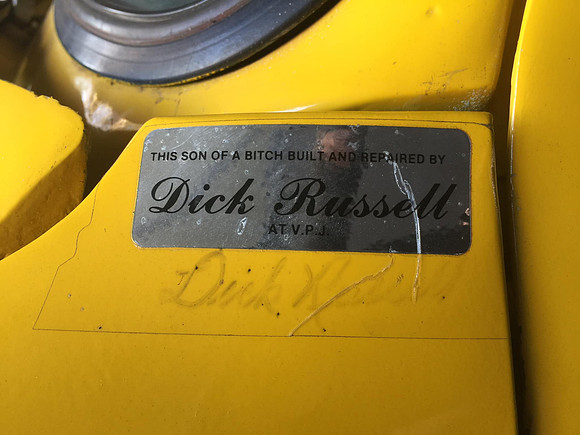 THIS SON OF A BITCH BUILT AND REPAIRED BY
Dick Russell
AT V.P.J.
Dick Russell